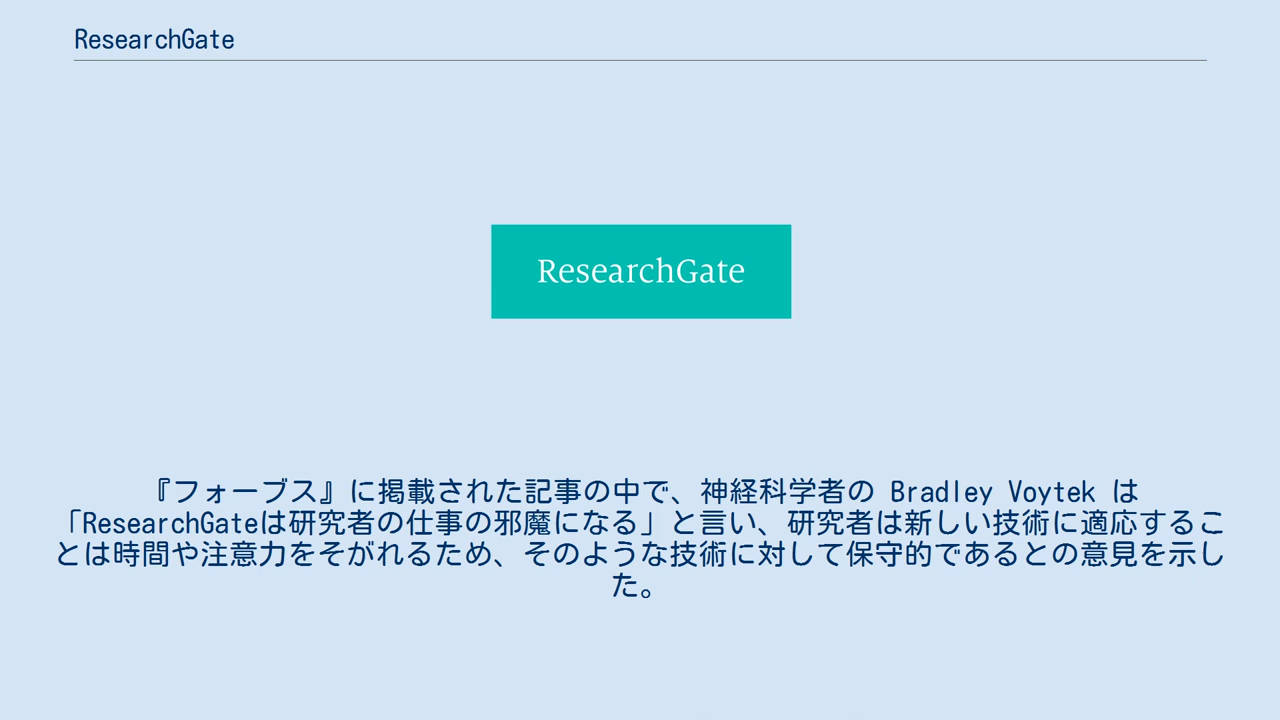 ResearchGate
ResearchGate
『フォーブス』に掲載された記事の中で、神経科学者の Bradley Voytek は
「ResearchGateは研究者の仕事の邪魔になる」と言い、研究者は新しい技術に適応するこ
とは時間や注意力をそがれるため、そのような技術に対して保守的であるとの意見を示し
た。